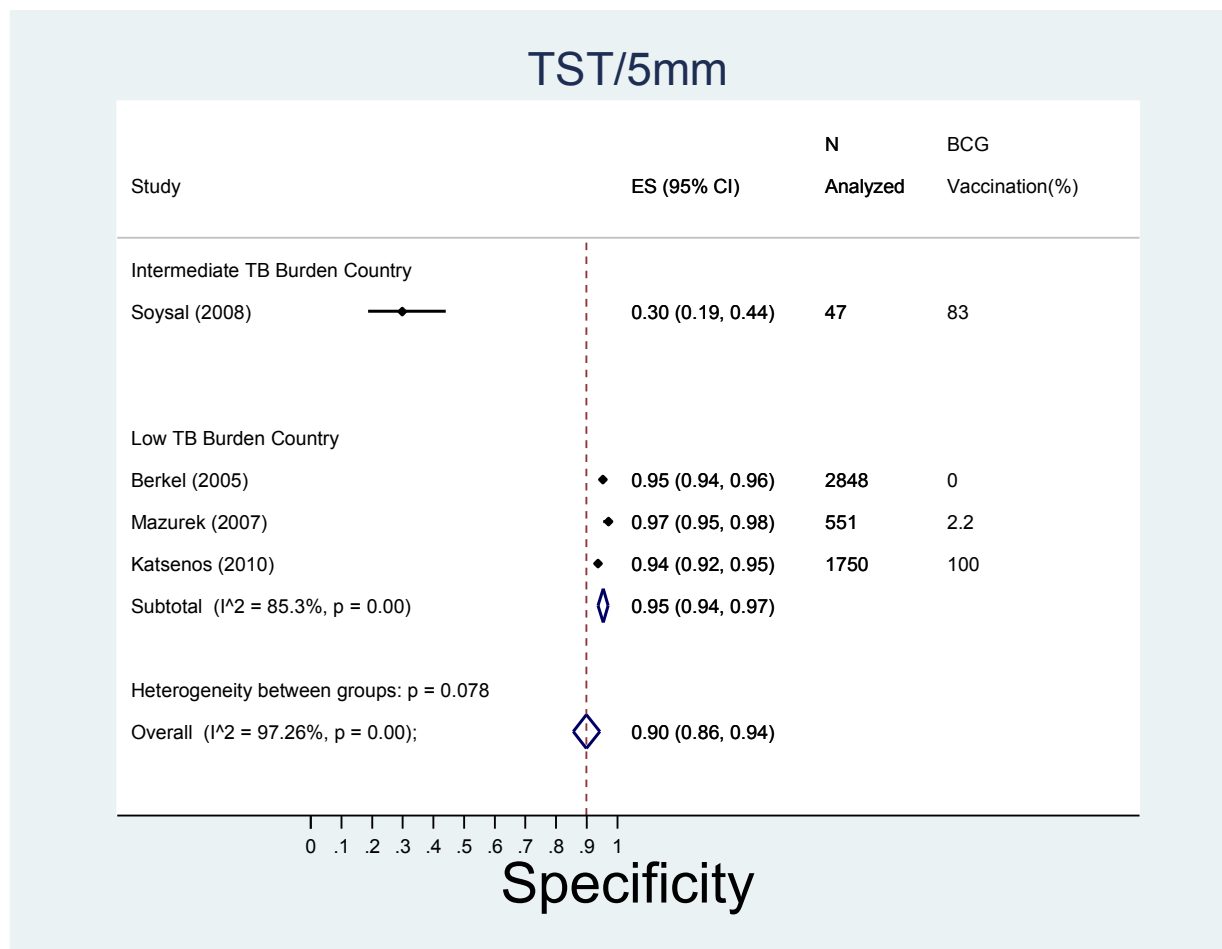 TST/5mm
N BCG
Study ES (95% CI) Analyzed Vaccination(%)
Intermediate TB Burden Country
Soysal (2008) 0.30 (0.19, 0.44) 47 83
Low TB Burden Country
Berkel (2005) 0.95 (0.94, 0.96) 2848 0
Mazurek (2007) 0.97 (0.95, 0.98) 551 2.2
Katsenos (2010) 0.94 (0.92, 0.95) 1750 100
Subtotal (I^2 = 85.3%, p = 0.00) 0.95 (0.94, 0.97)
Heterogeneity between groups: p = 0.078
Overall (I^2 = 97.26%, p = 0.00); 0.90 (0.86, 0.94)
0 .1 .2 .3 .4 .5 .6 .7 .8 .9 1
Specificity